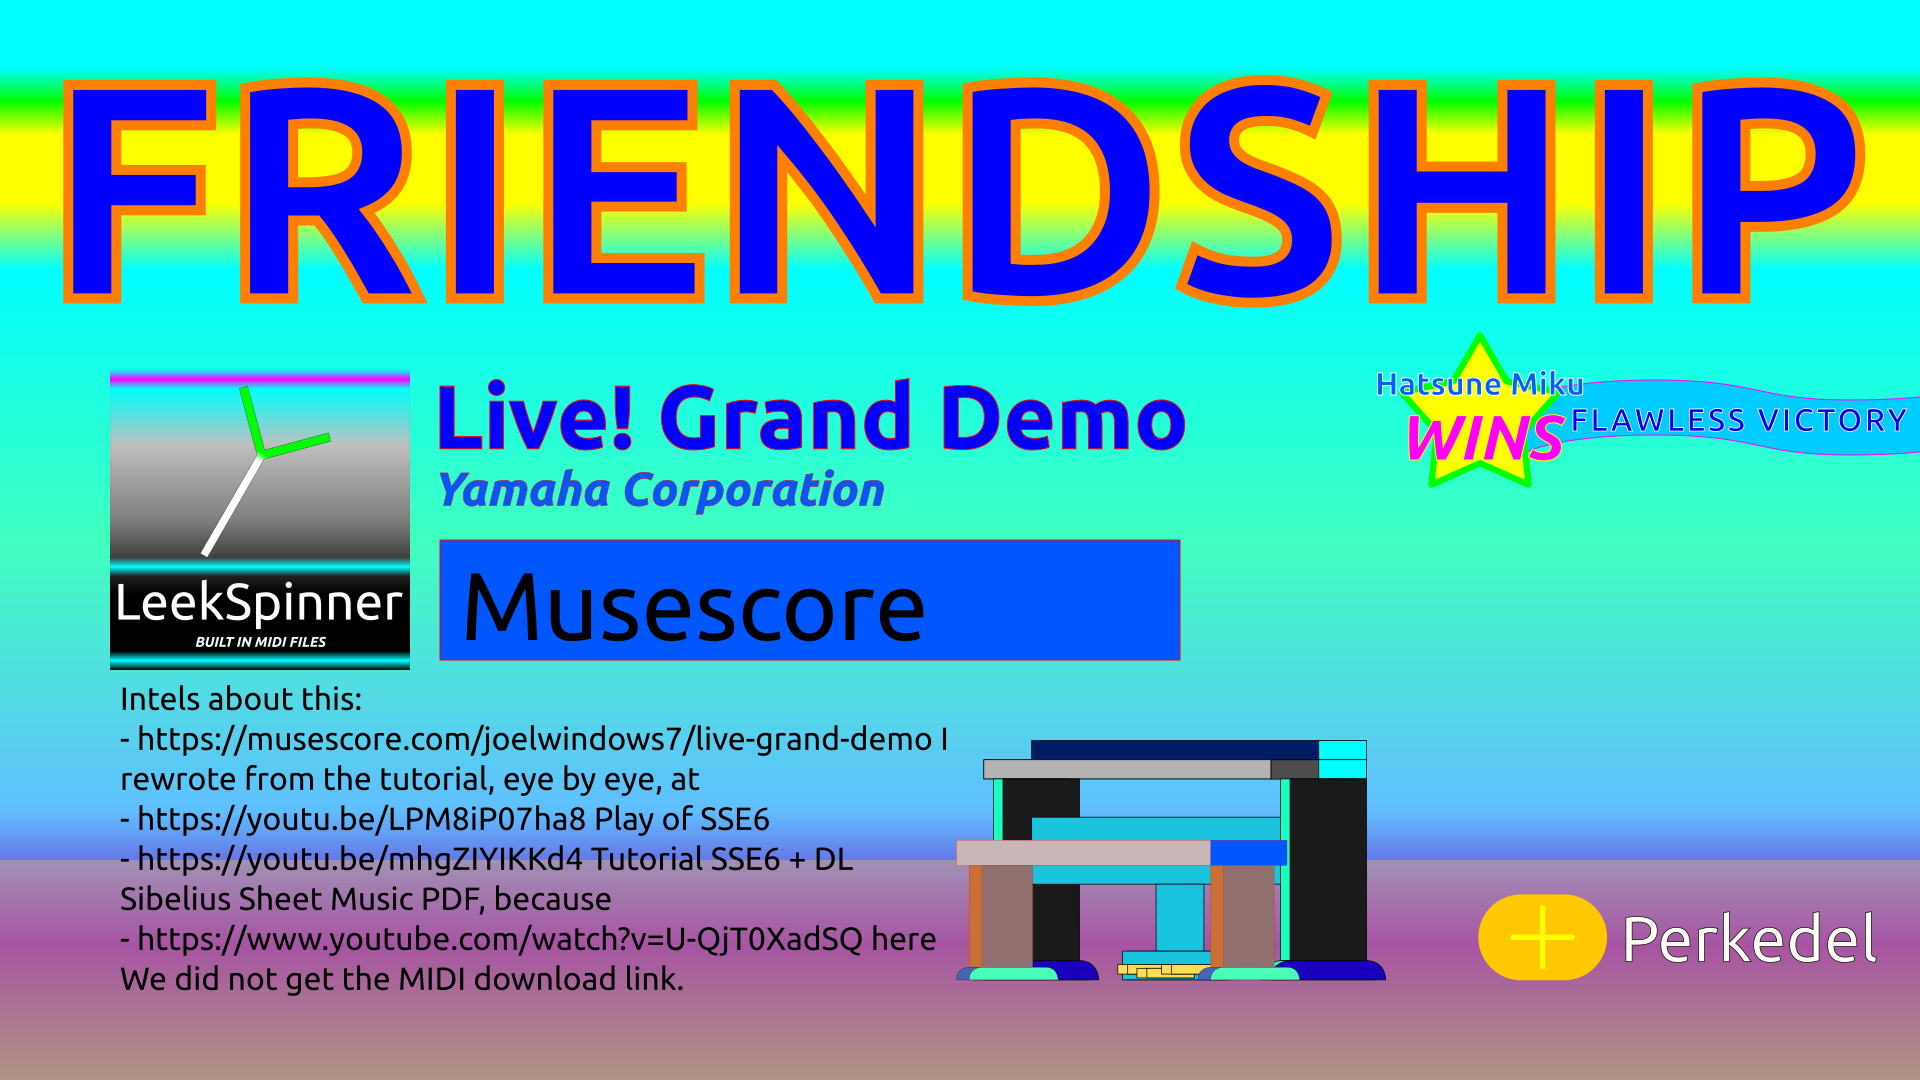 FRIENDSHIP
Live! Grand Demo
Yamaha Corporation
Hatsune Miku
WINS
FLAWLESS VICTORY
LeekSpinner
BUILT IN MIDI FILES
Musescore
Intels about this:
- https://musescore.com/joelwindows7/live-grand-demo I
rewrote from the tutorial, eye by eye, at
- https://youtu.be/LPM8iP07ha8 Play of SSE6
- https://youtu.be/mhgZIYIKKd4 Tutorial SSE6 + DL
Sibelius Sheet Music PDF, because
- https://www.youtube.com/watch?v=U-QjT0XadSQ here
We did not get the MIDI download link.
Perkedel